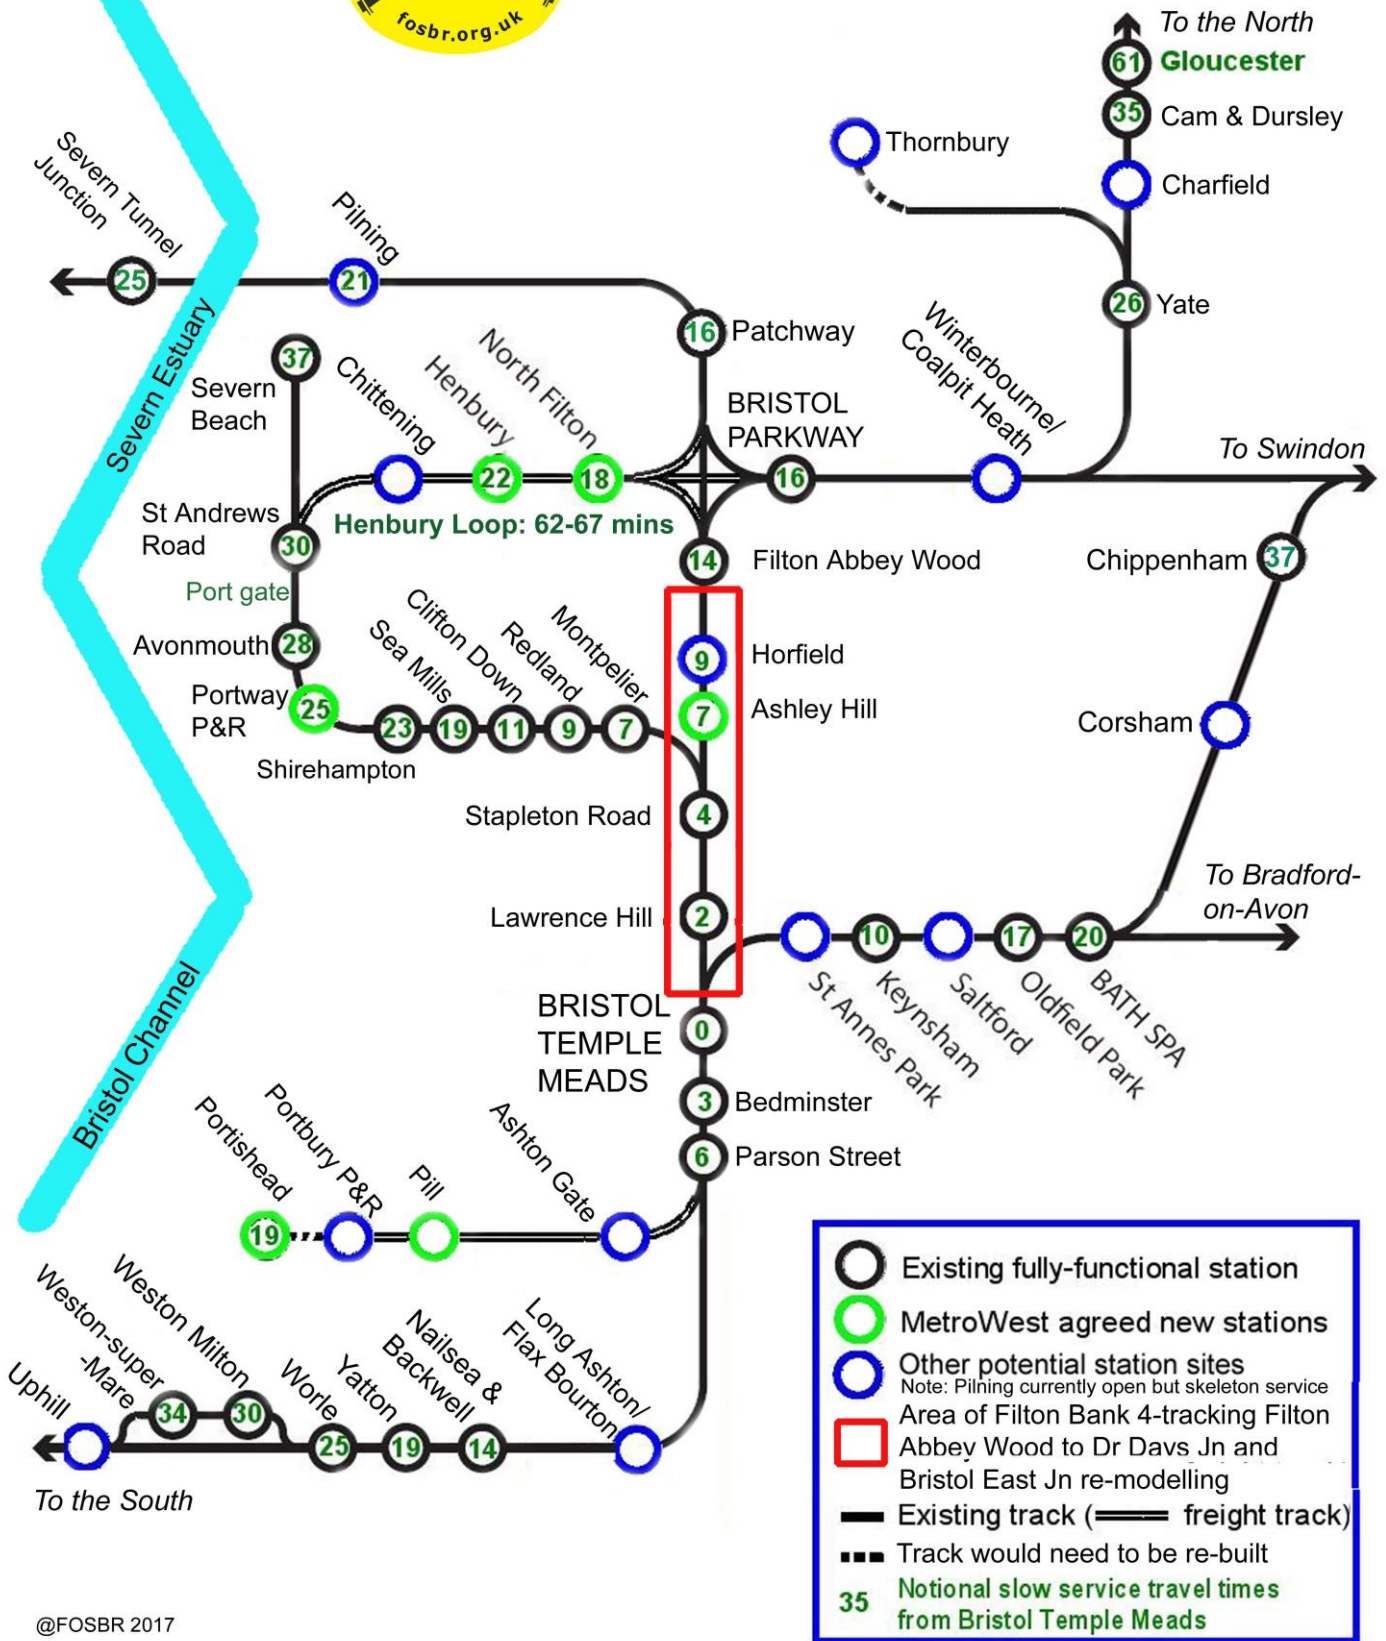 fosbr.org.uk
To the North
61
Gloucester
35
Cam & Dursley
Thornbury
Charfield
Severn Tunnel
Junction
25
Pilning
21
26
Yate
16
Patchway
Severn Estuary
37
Severn
Beach
Chittening
Henbury
22
North Filton
18
BRISTOL
PARKWAY
16
Winterbourne/
Coalpit Heath
To Swindon
St Andrews
Road
30
Henbury Loop: 62-67 mins
14
Filton Abbey Wood
Chippenham
37
Port gate
Avonmouth
28
Portway
P&R
25
Shirehampton
23
Sea Mills
19
Clifton Down
11
Redland
9
Montpelier
7
9
Horfield
7
Ashley Hill
Corsham
Stapleton Road
4
Lawrence Hill
2
To Bradford-
on-Avon
St Annes Park
10
Keynsham
Saltford
17
Oldfield Park
20
BATH SPA
BRISTOL
TEMPLE
MEADS
0
Bristol Channel
3
Bedminster
6
Parson Street
Portishead
19
Portbury P&R
Pill
Ashton Gate
Uphill
Weston-super
-Mare
34
Weston Milton
30
Worle
25
Yatton
19
Nailsea &
Backwell
14
Long Ashton/
Flax Bourton
To the South
Existing fully-functional station
MetroWest agreed new stations
Other potential station sites
Note: Pilning currently open but skeleton service
Area of Filton Bank 4-tracking Filton
Abbey Wood to Dr Days Jn and
Bristol East Jn re-modelling
Existing track ( freight track)
Track would need to be re-built
35
Notional slow service travel times
from Bristol Temple Meads
@FOSBR 2017